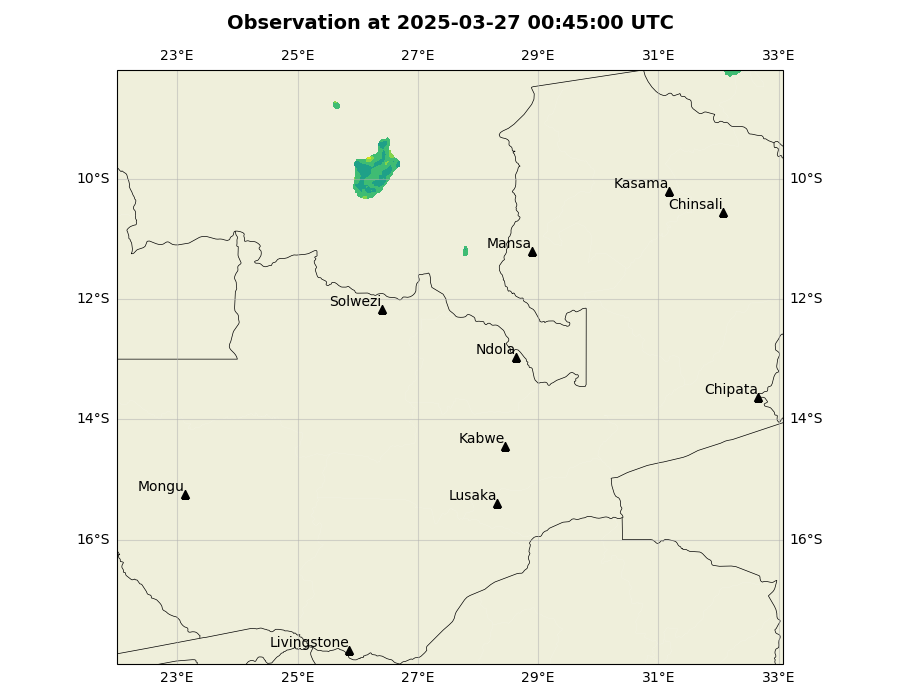 Observation at 2025-03-27 00:45:00 UTC
23°E 25°E 27°E 29°E 31°E 33°E
10°S 10°S
Kasama
Chinsali
Mansa
12°S 12°S
Solwezi
Ndola
Chipata
14°S 14°S
Kabwe
Mongu
Lusaka
16°S 16°S
Livingstone
23°E 25°E 27°E 29°E 31°E 33°E